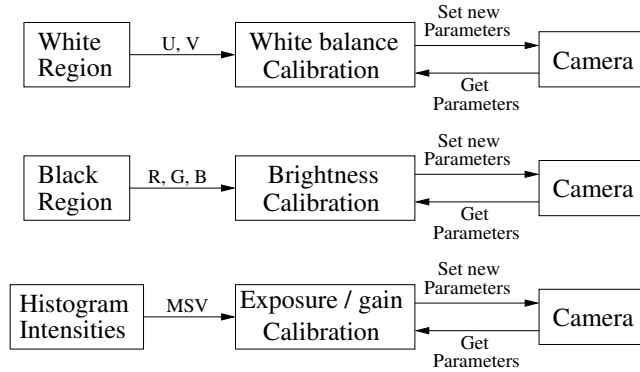 White
Region
U, V
White balance
Calibration
Set new
Parameters
Get
Parameters
Camera
Black
Region
R, G, B
Brightness
Calibration
Set new
Parameters
Get
Parameters
Camera
Histogram
Intensities
MSV
Exposure / gain
Calibration
Set new
Parameters
Get
Parameters
Camera